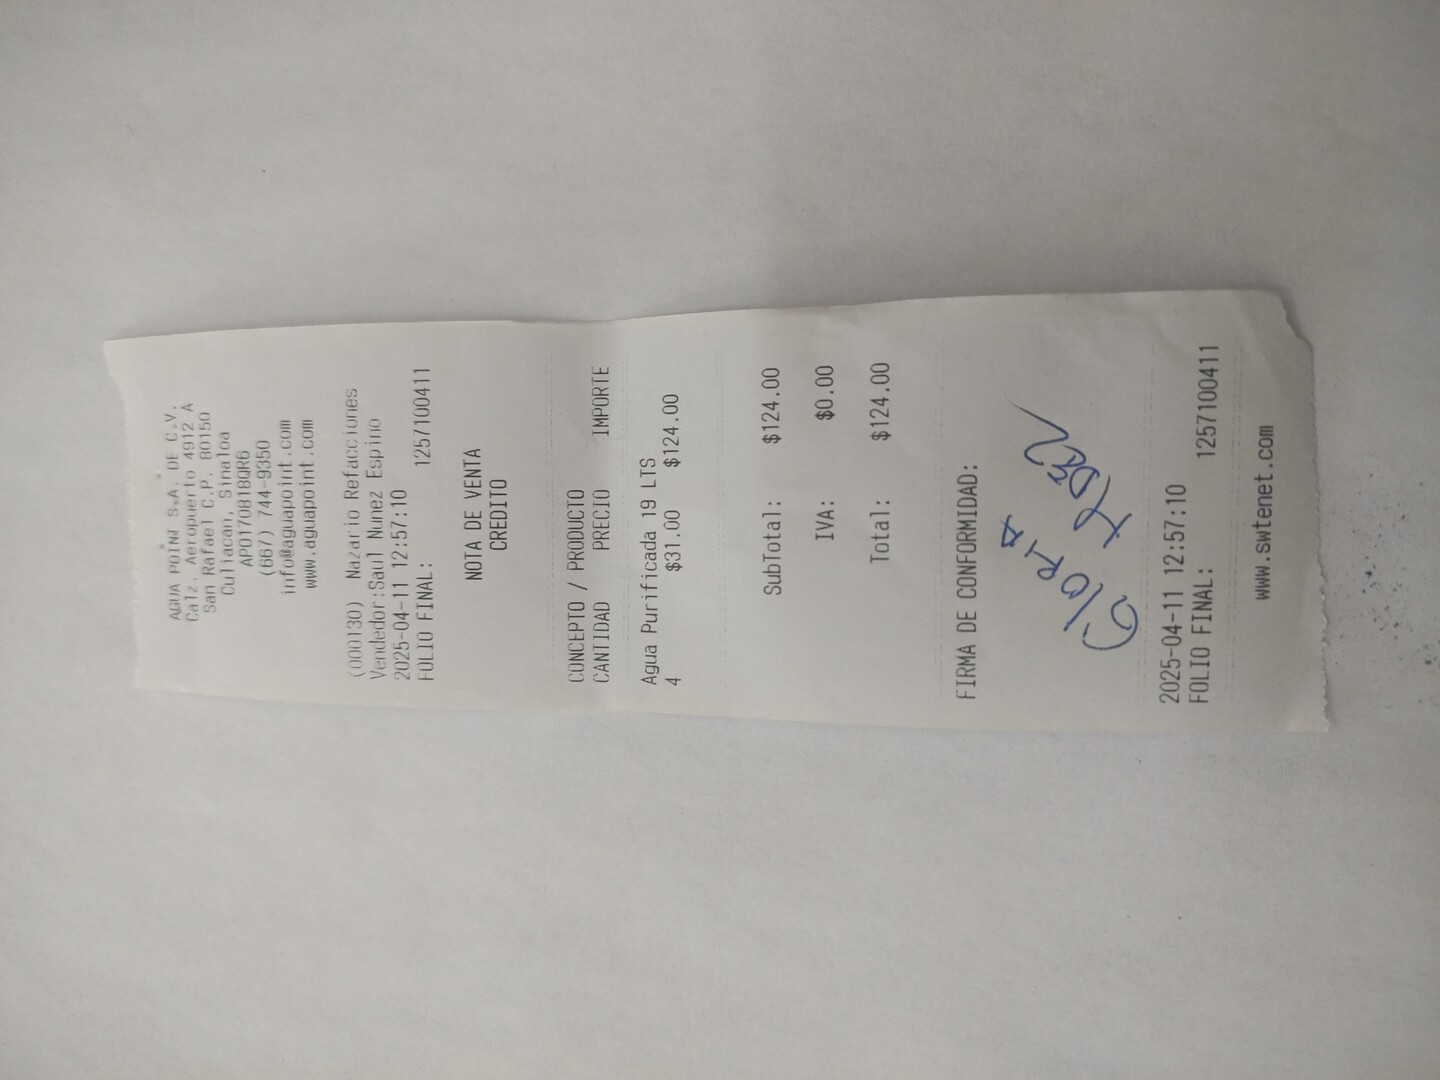 AGUA POINT S.A. DE C.V.
Calz. Aeropuerto 4912 A
San Rafael C.P. 80150
Culiacan, Sinaloa
APO170818QR6
(667) 744-9350
info@aguapoint.com
www.aguapoint.com
(000130) Nazario Refacciones
Vendedor:Saul Nunez Espino
2025-04-11 12:57:10
FOLIO FINAL: 1257100411
NOTA DE VENTA
CREDITO
CONCEPTO / PRODUCTO
CANTIDAD PRECIO IMPORTE
Agua Purificada 19 LTS
4 $31.00 $124.00
SubTotal: $124.00
IVA: $0.00
Total: $124.00
FIRMA DE CONFORMIDAD:
GloRIA
2025-04-11 12:57:10
FOLIO FINAL: 1257100411
www.swtenet.com